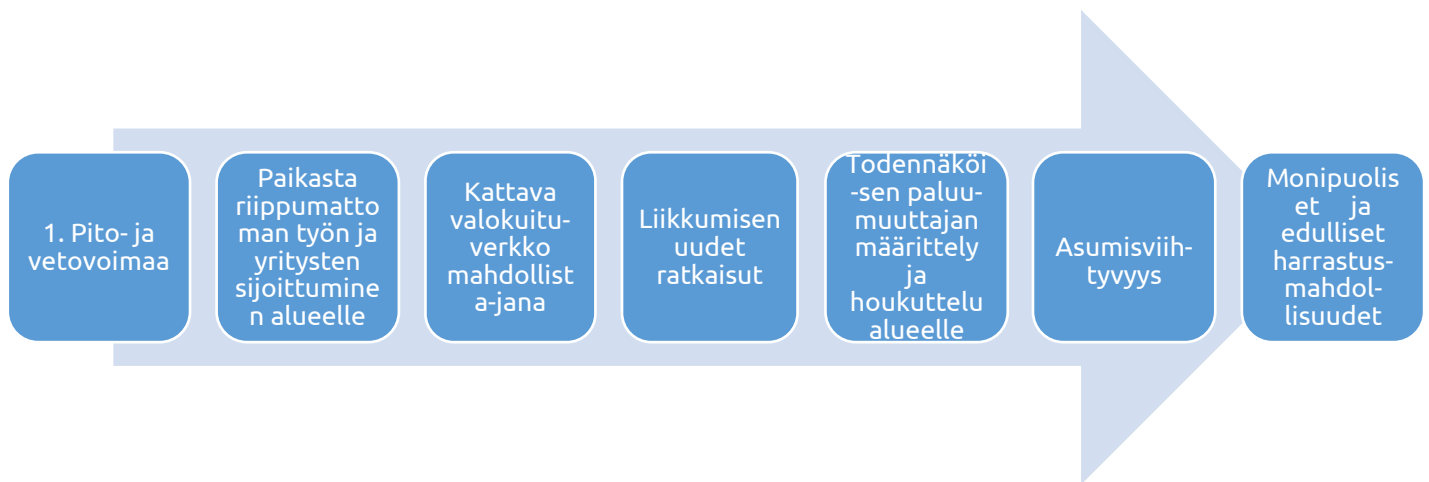 1. Pito- ja
vetovoimaa
Paikasta
riippumatto
man työn ja
yritysten
sijoittumine
n alueelle
Kattava
valokuitu-
verkko
mahdollist
a-jana
Liikkumisen
uudet
ratkaisut
Todennäköi
-sen paluu-
muuttajan
määrittely
ja
houkuttelu
alueelle
Asumisviih-
tyvyys
Monipuolis
et ja
edulliset
harrastus-
mahdol-
lisuudet